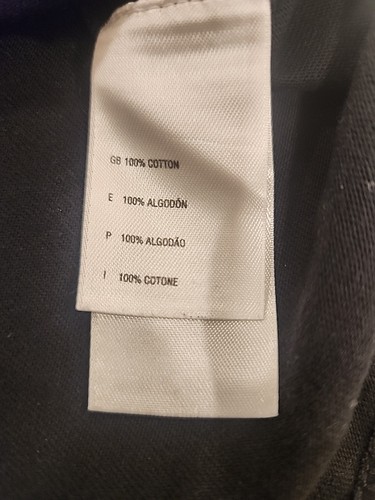 GB 100% COTTON
E 100% ALGODÓN
P 100% ALGODÃO
I 100% COTONE